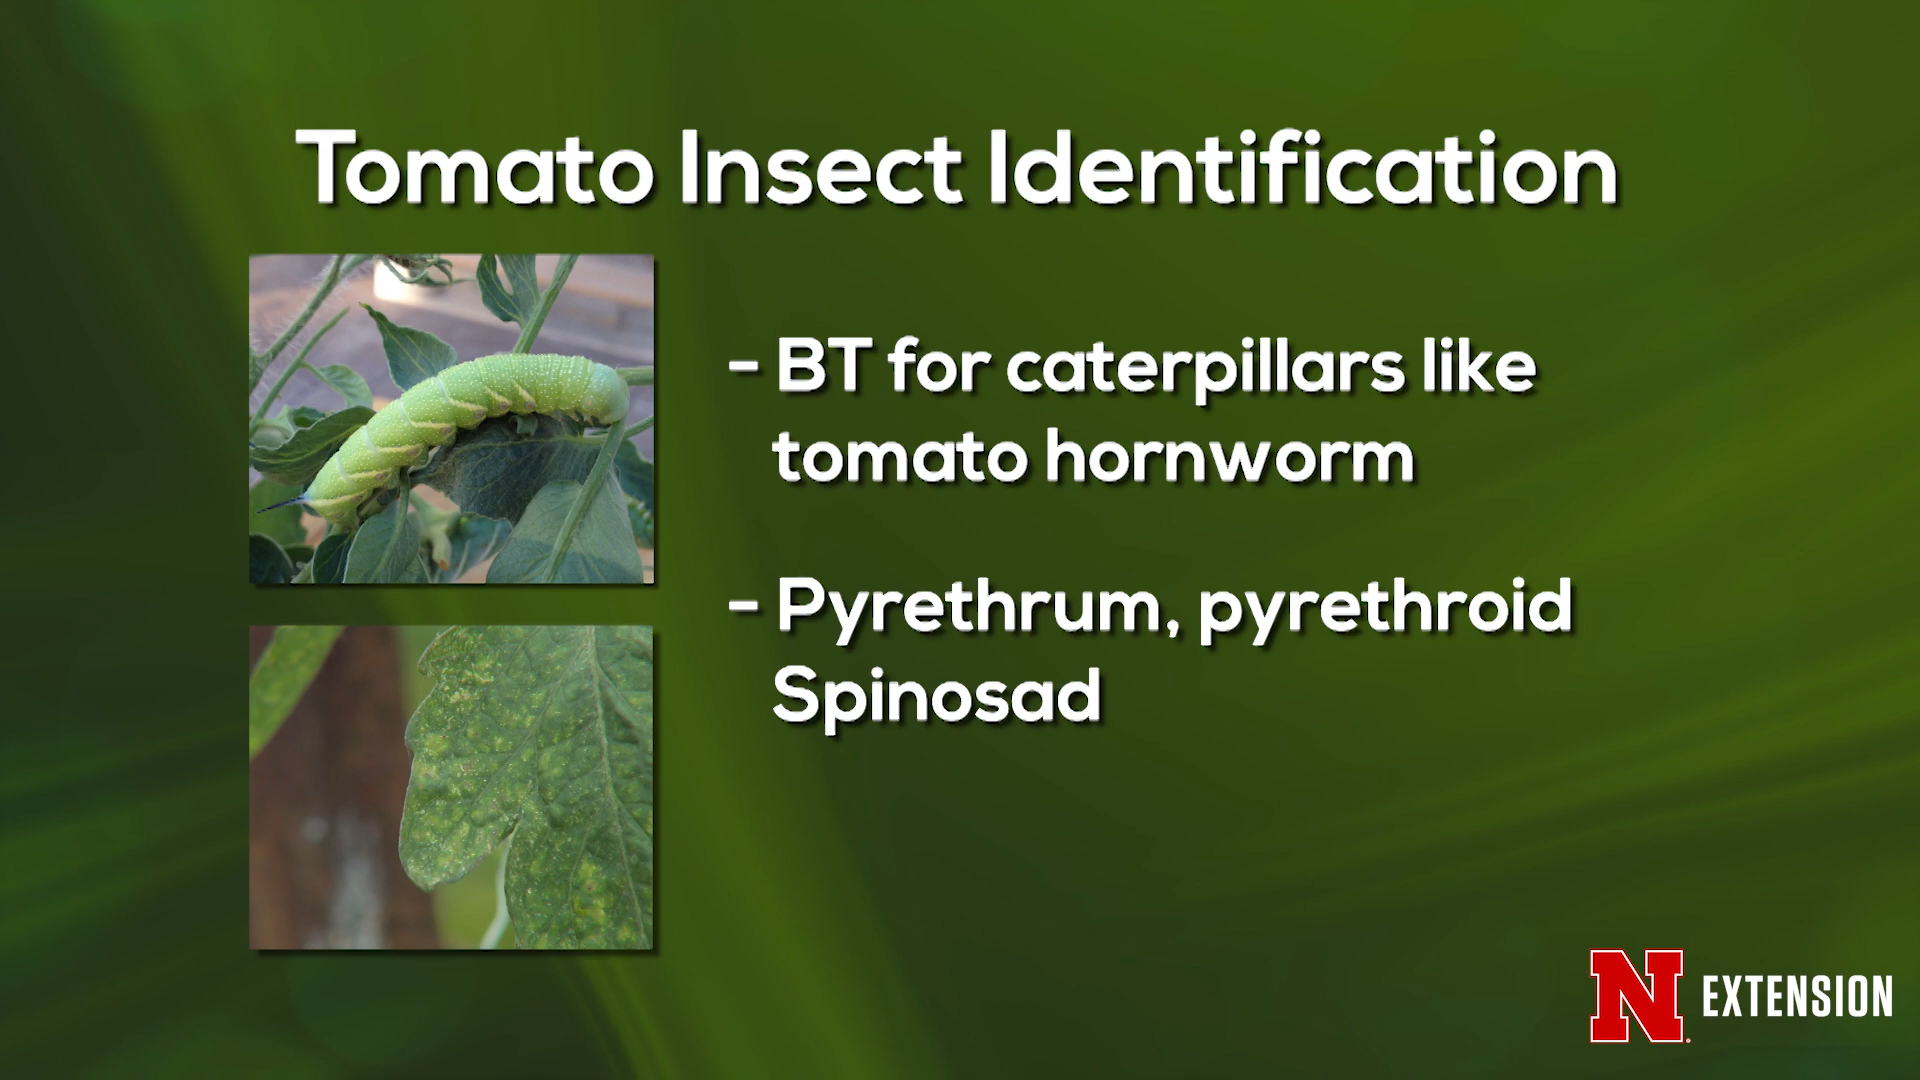 Tomato Insect Identification
- BT for caterpillars like
tomato hornworm
- Pyrethrum, pyrethroid
Spinosad
N EXTENSION